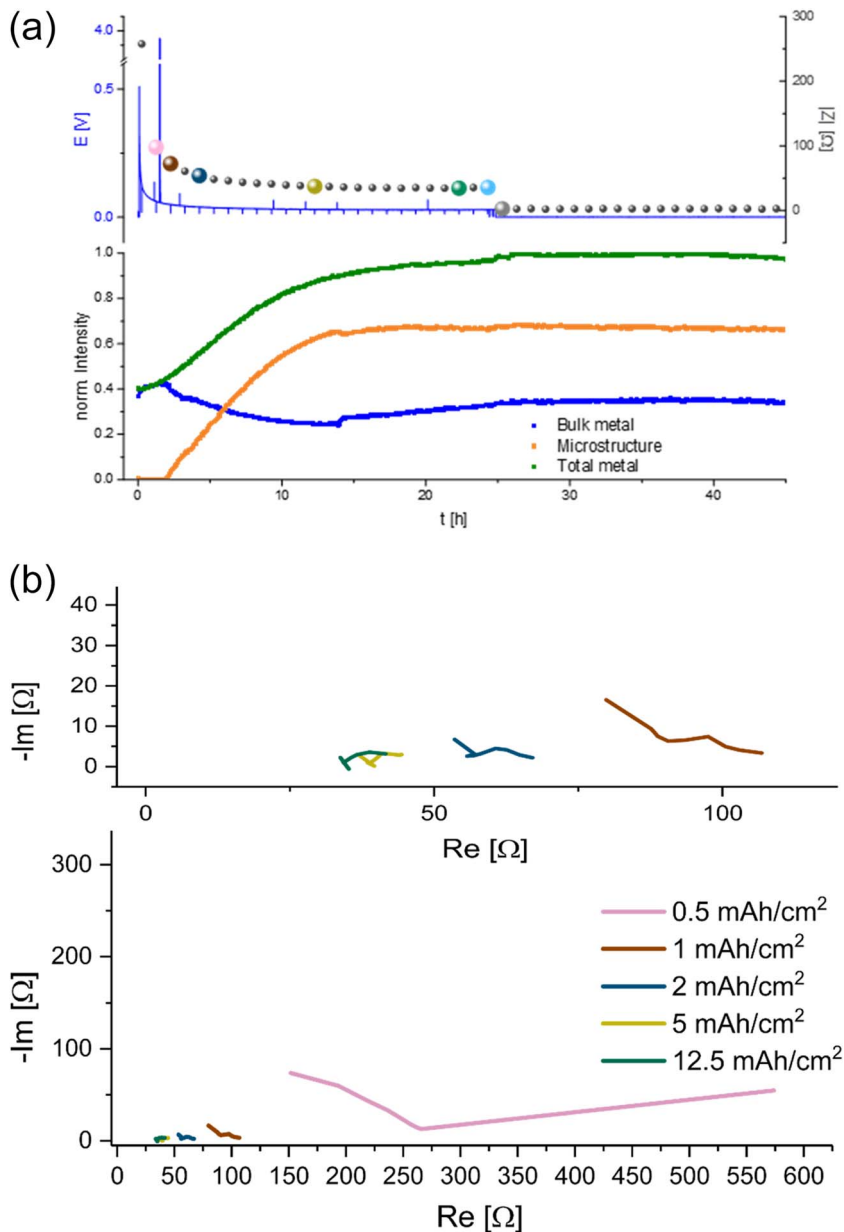 (a)
4.0
0.5
0.0
E [V]
300
200
100
0
|Z| [Ω]
1.0
0.8
0.6
0.4
0.2
0.0
norm. Intensity
Bulk metal
Microstructure
Total metal
0 10 20 30 40
t [h]
(b)
40
30
20
10
0
-Im [Ω]
0 50 100
Re [Ω]
300
200
100
0
-Im [Ω]
0.5 mAh/cm²
1 mAh/cm²
2 mAh/cm²
5 mAh/cm²
12.5 mAh/cm²
0 50 100 150 200 250 300 350 400 450 500 550 600
Re [Ω]